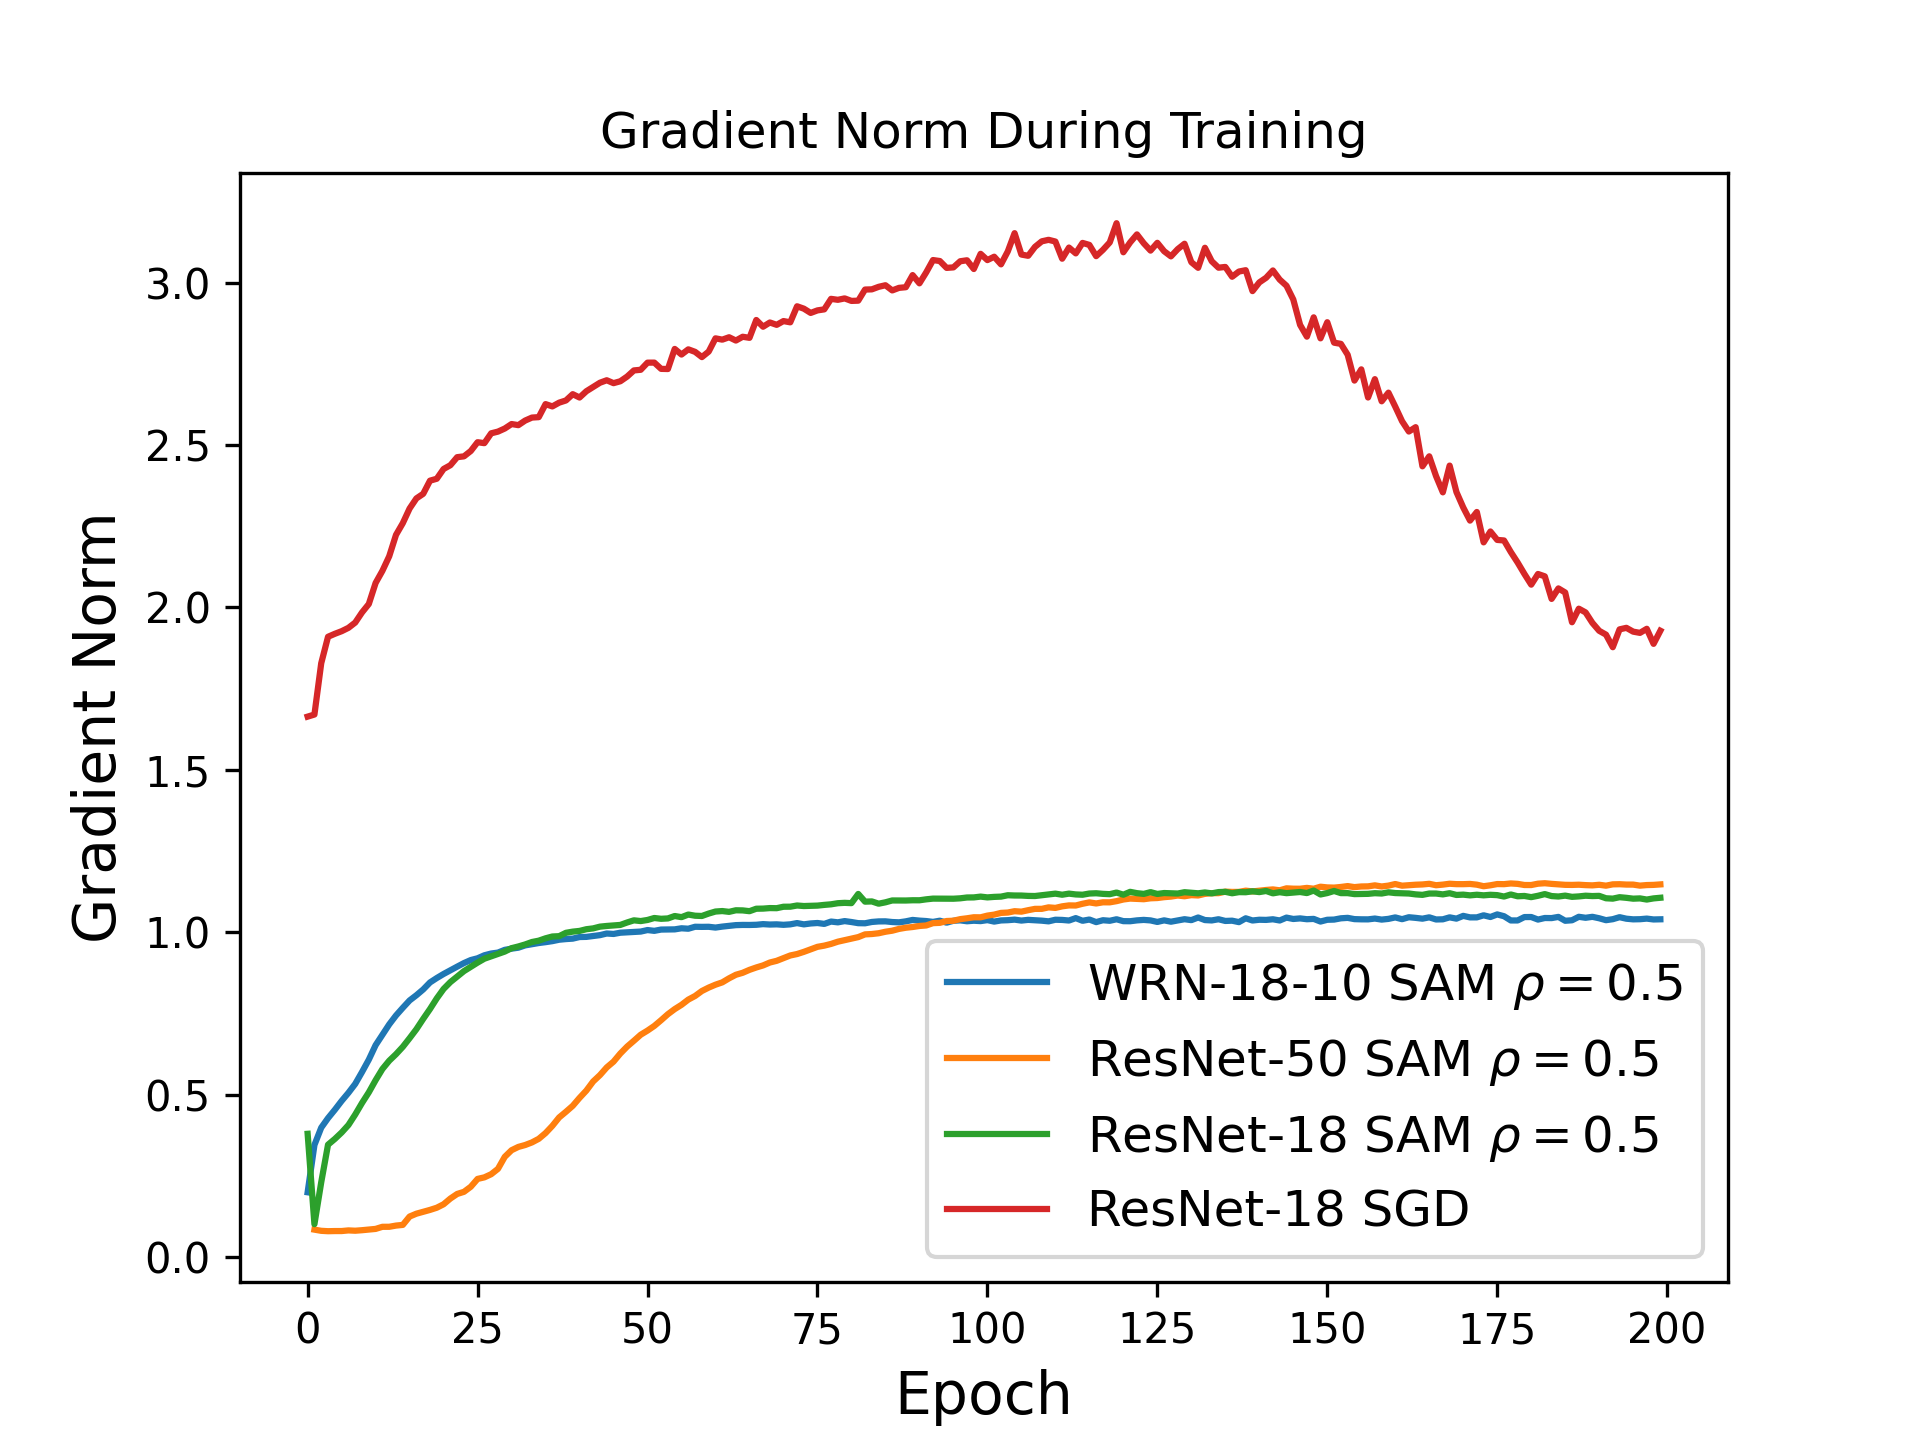 Gradient Norm During Training
Gradient Norm
3.0
2.5
2.0
1.5
1.0
0.5
0.0
WRN-18-10 SAM ρ = 0.5
ResNet-50 SAM ρ = 0.5
ResNet-18 SAM ρ = 0.5
ResNet-18 SGD
0 25 50 75 100 125 150 175 200
Epoch